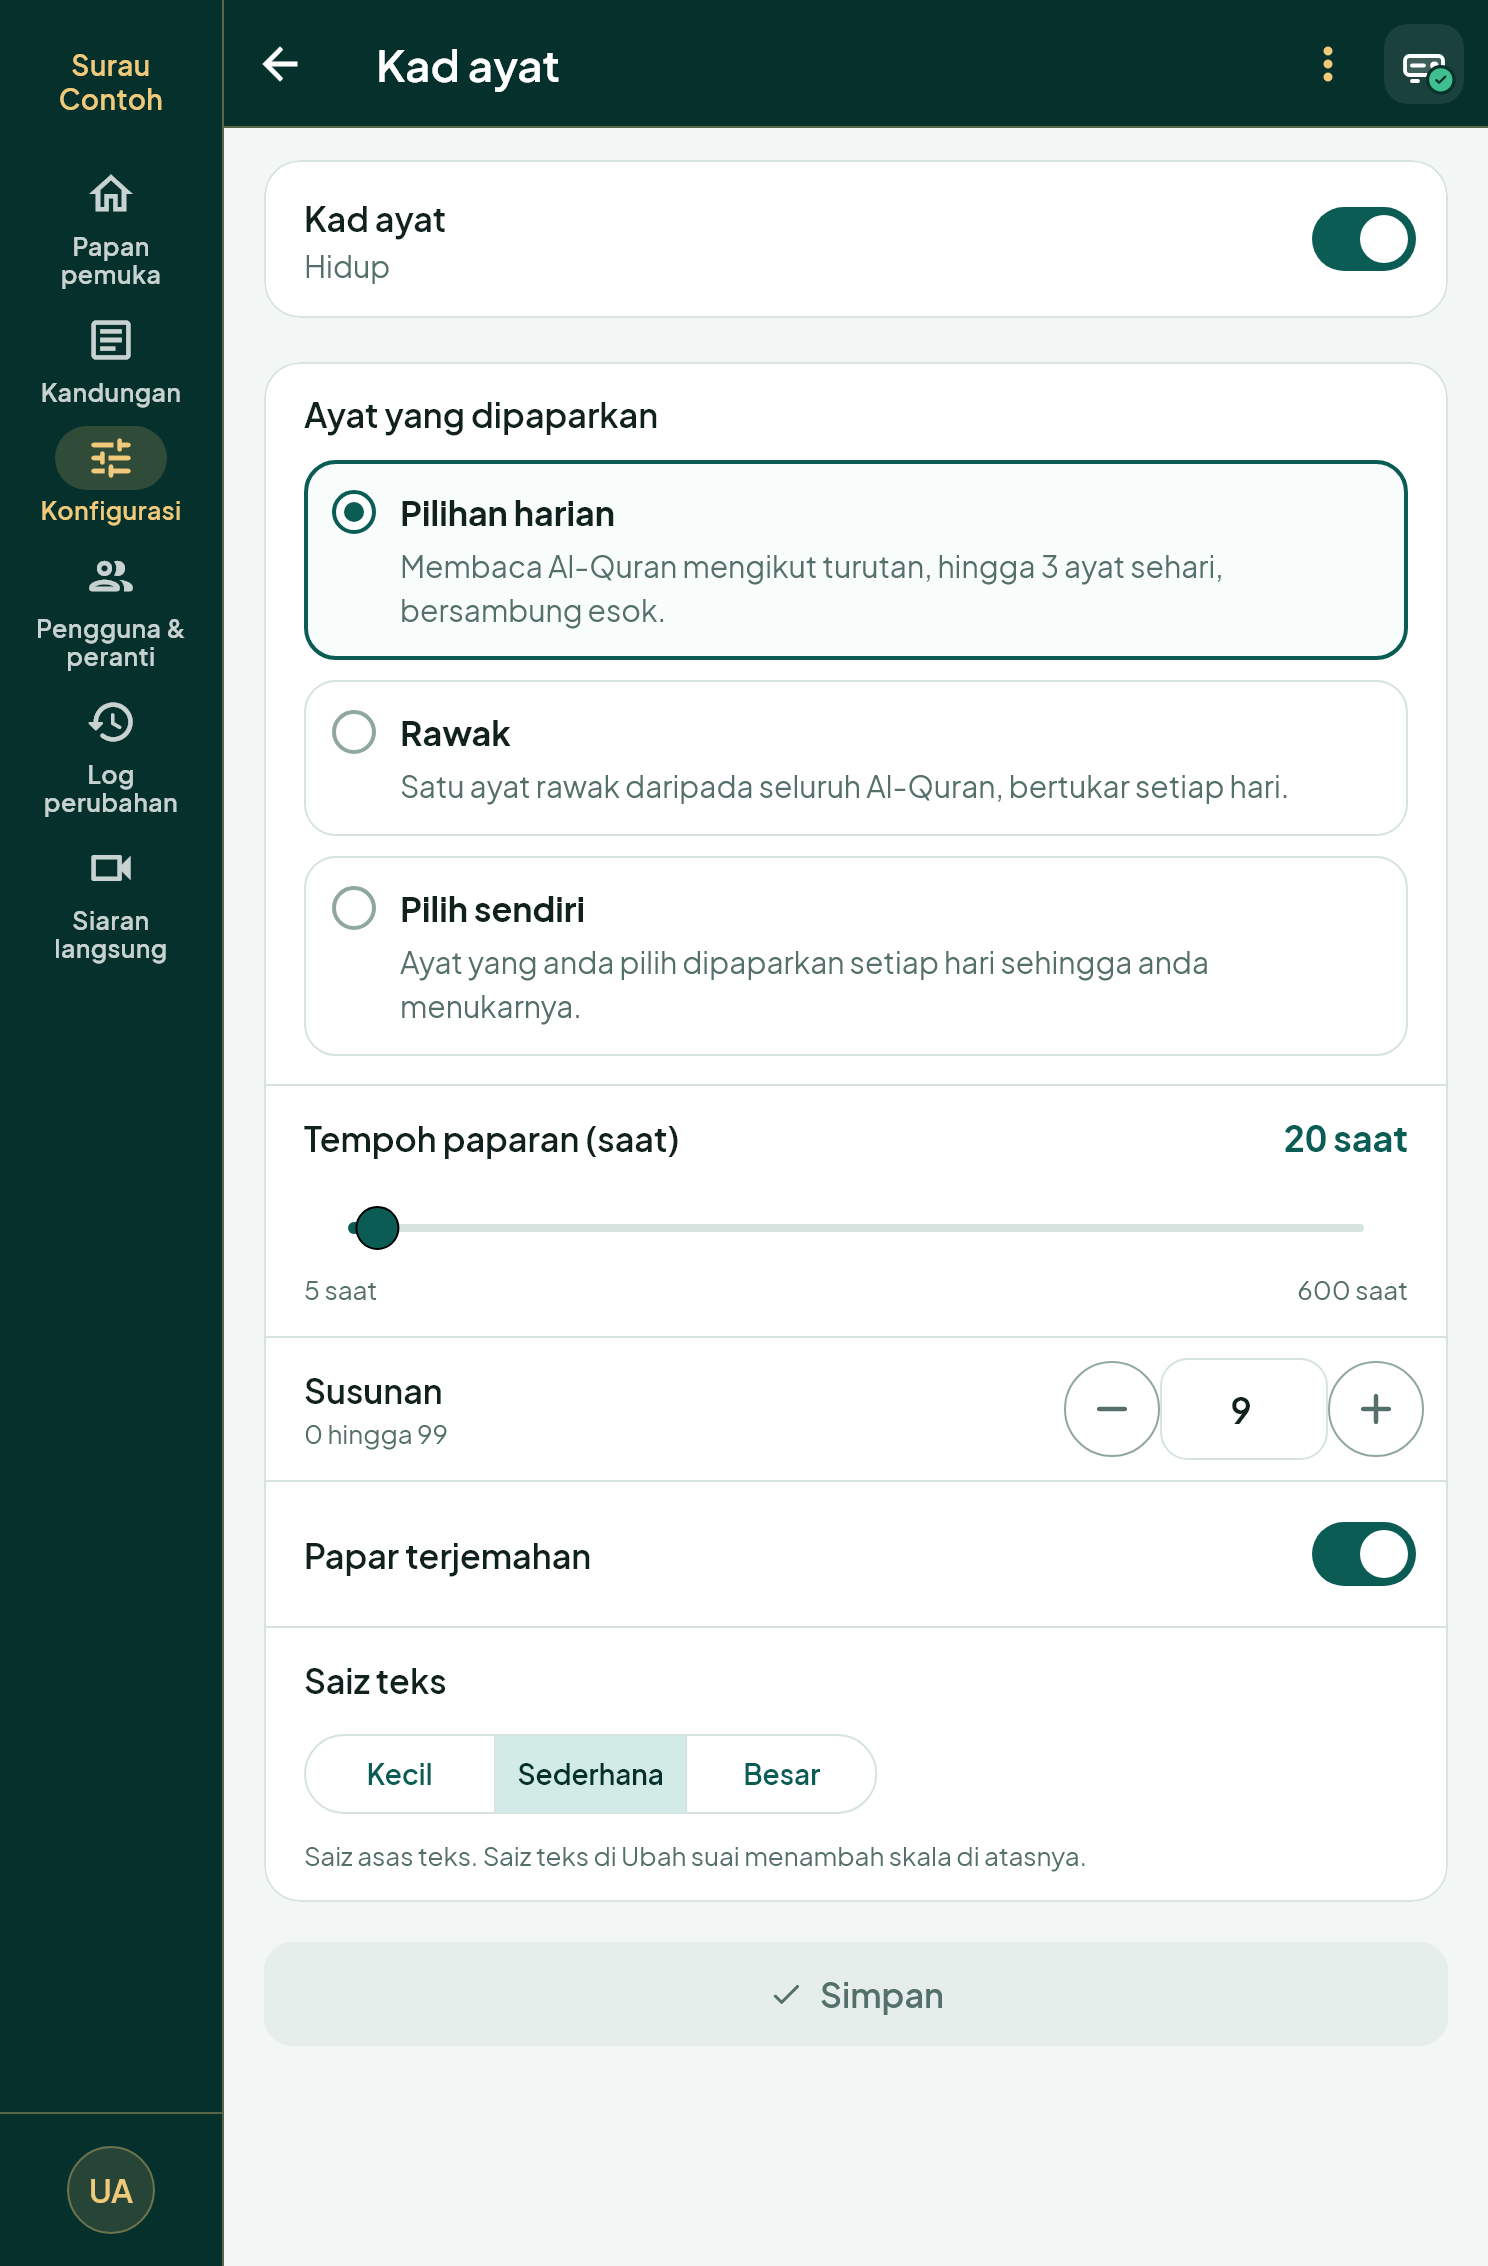 Surau
Contoh
Papan
pemuka
Kandungan
Konfigurasi
Pengguna &
peranti
Log
perubahan
Siaran
langsung
UA
Kad ayat
Kad ayat
Hidup
Ayat yang dipaparkan
Pilihan harian
Membaca Al-Quran mengikut turutan, hingga 3 ayat sehari,
bersambung esok.
Rawak
Satu ayat rawak daripada seluruh Al-Quran, bertukar setiap hari.
Pilih sendiri
Ayat yang anda pilih dipaparkan setiap hari sehingga anda
menukarnya.
Tempoh paparan (saat)
20 saat
5 saat
600 saat
Susunan
0 hingga 99
9
Papar terjemahan
Saiz teks
Kecil
Sederhana
Besar
Saiz asas teks. Saiz teks di Ubah suai menambah skala di atasnya.
Simpan